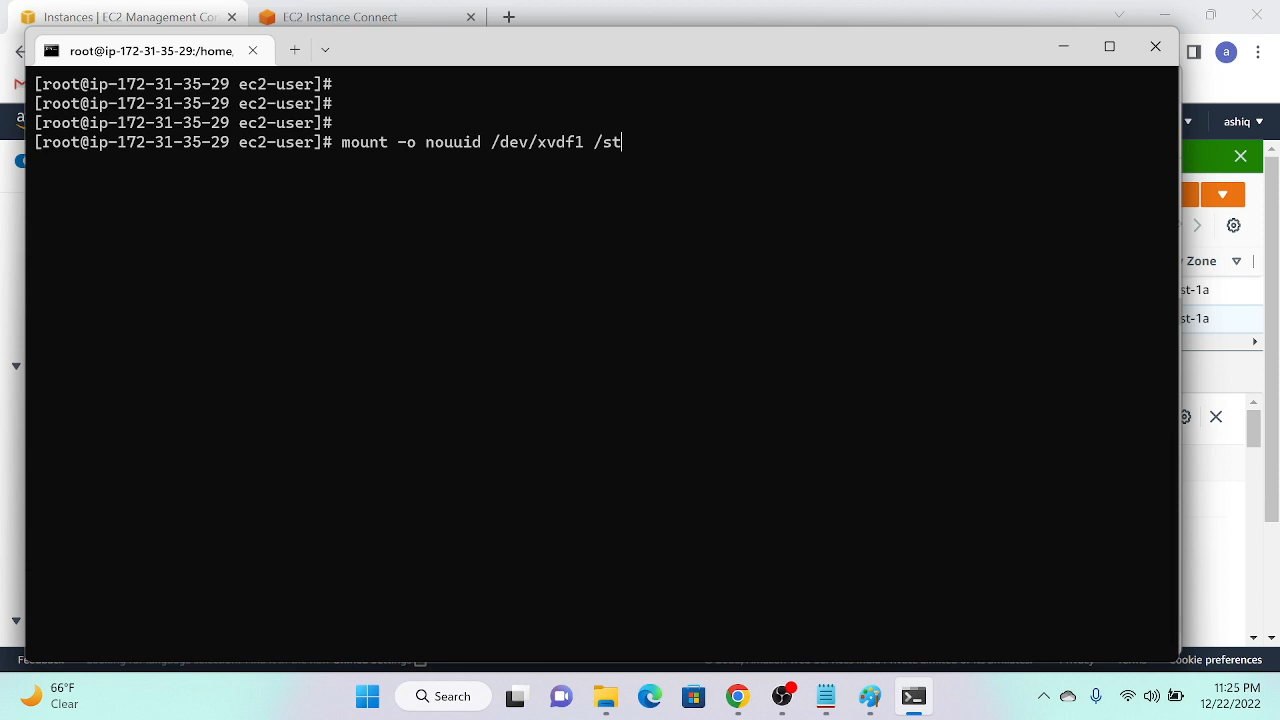 Instances | EC2 Management Con
EC2 Instance Connect
root@ip-172-31-35-29:/home,
a
[root@ip-172-31-35-29 ec2-user]#
[root@ip-172-31-35-29 ec2-user]#
[root@ip-172-31-35-29 ec2-user]#
[root@ip-172-31-35-29 ec2-user]# mount -o nouuid /dev/xvdf1 /st
ashiq
Zone
st-1a
st-1a
Cookie preferences
66°F
Clear
Search
11:25 PM
12/22/2022